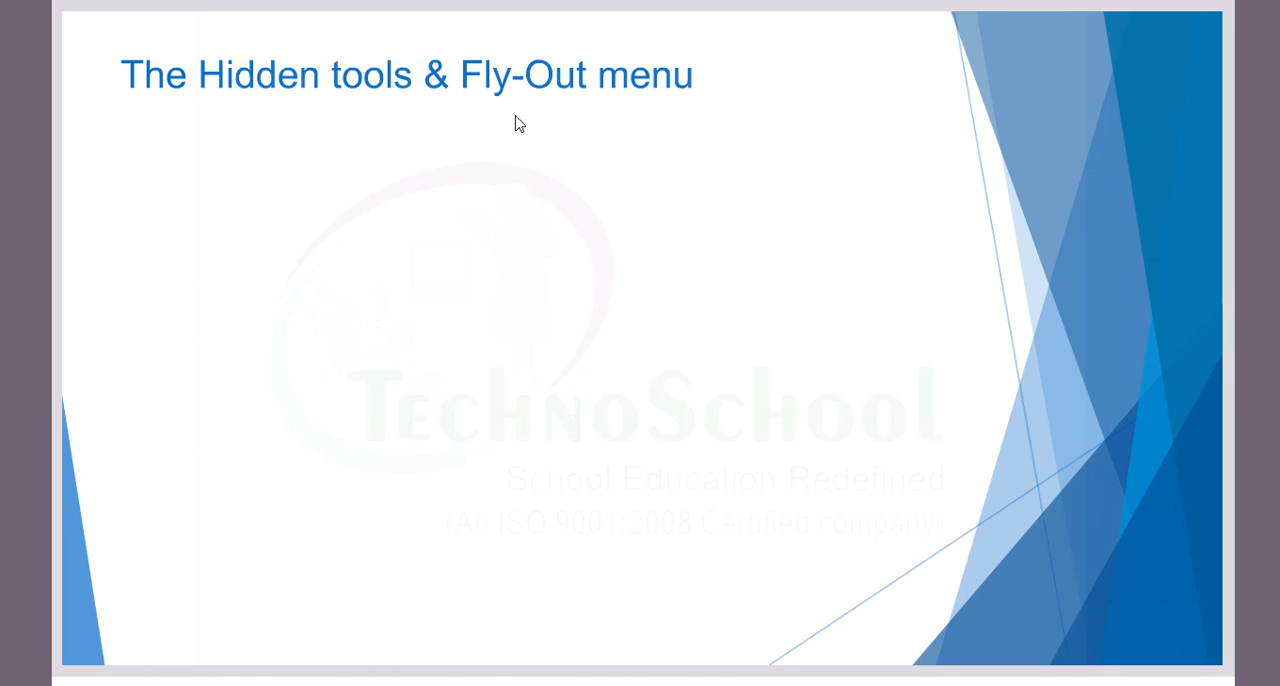 The Hidden tools & Fly-Out menu
TechnoSchool
School Education Redefined
(An ISO 9001:2008 Certified company)